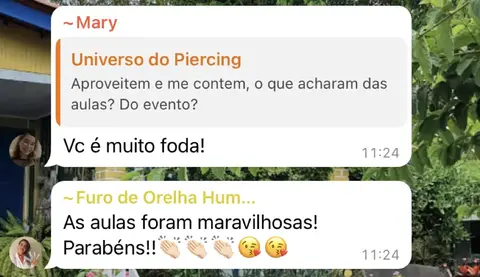 ~Mary
Universo do Piercing
Aproveitem e me contem, o que acharam das
aulas? Do evento?
Vc é muito foda!
11:24
~Furo de Orelha Hum...
As aulas foram maravilhosas!
Parabéns!!👏🏻👏🏻👏🏻😘😘
11:24